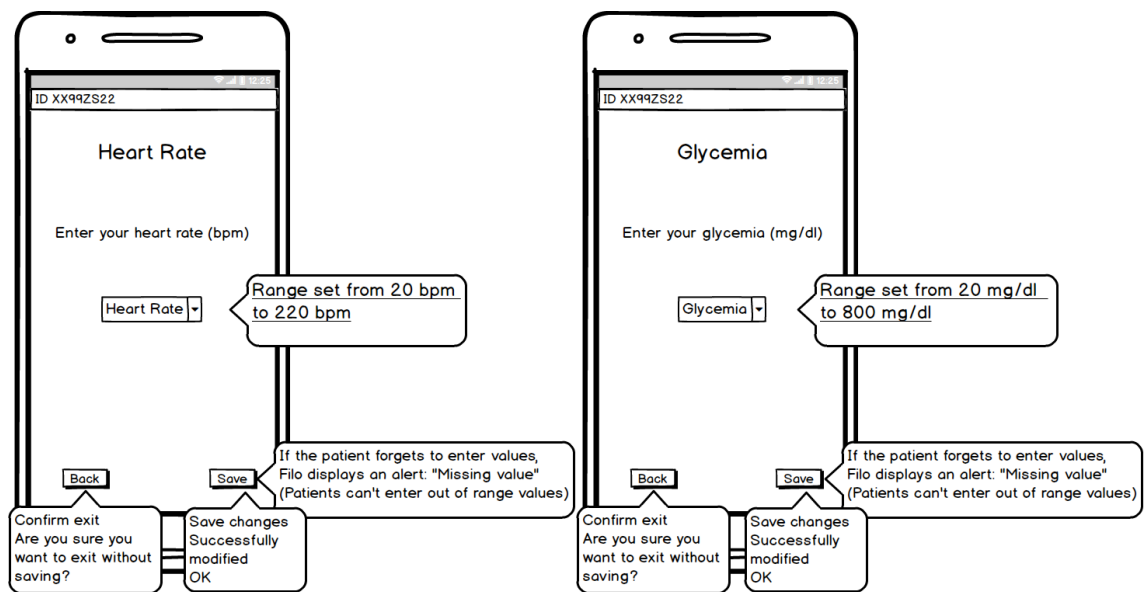 12:25
ID XX99ZS22
Heart Rate
Enter your heart rate (bpm)
Heart Rate
Range set from 20 bpm
to 220 bpm
Back
Save
If the patient forgets to enter values,
Filo displays an alert: "Missing value"
(Patients can't enter out of range values)
Confirm exit
Are you sure you
want to exit without
saving?
Save changes
Successfully
modified
OK
12:25
ID XX99ZS22
Glycemia
Enter your glycemia (mg/dl)
Glycemia
Range set from 20 mg/dl
to 800 mg/dl
Back
Save
If the patient forgets to enter values,
Filo displays an alert: "Missing value"
(Patients can't enter out of range values)
Confirm exit
Are you sure you
want to exit without
saving?
Save changes
Successfully
modified
OK